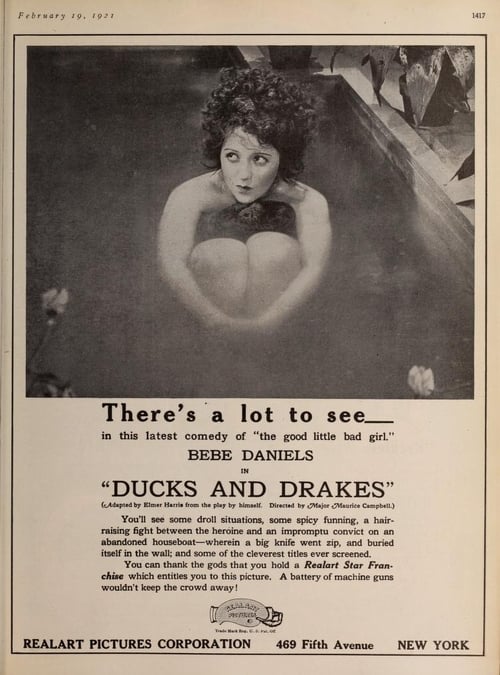 February 19, 1921
1417
There's a lot to see—
in this latest comedy of "the good little bad girl."
BEBE DANIELS
IN
"DUCKS AND DRAKES"
(Adapted by Elmer Harris from the play by himself. Directed by Major Maurice Campbell.)
You'll see some droll situations, some spicy funning, a hair-
raising fight between the heroine and an impromptu convict on an
abandoned houseboat—wherein a big knife went zip, and buried
itself in the wall; and some of the cleverest titles ever screened.
You can thank the gods that you hold a Realart Star Fran-
chise which entitles you to this picture. A battery of machine guns
wouldn't keep the crowd away!
REALART
PICTURES
Trade Mark Reg. U. S. Pat. Off.
REALART PICTURES CORPORATION 469 Fifth Avenue NEW YORK